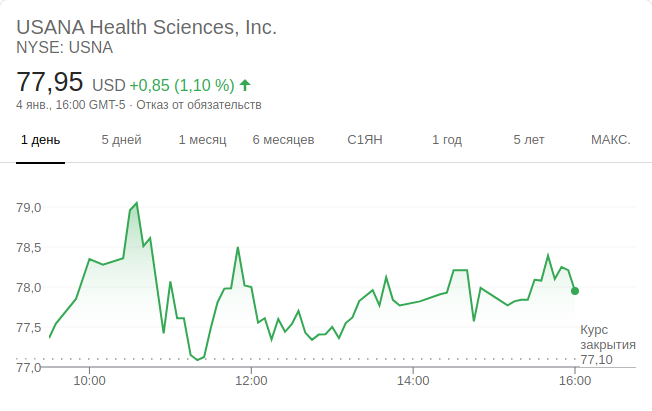 USANA Health Sciences, Inc.
NYSE: USNA
77,95 USD +0,85 (1,10 %)
4 янв., 16:00 GMT-5 · Отказ от обязательств
1 день 5 дней 1 месяц 6 месяцев С1ЯН 1 год 5 лет МАКС.
79,0
78,5
78,0
77,5
77,0
Курс
закрытия
77,10
10:00 12:00 14:00 16:00